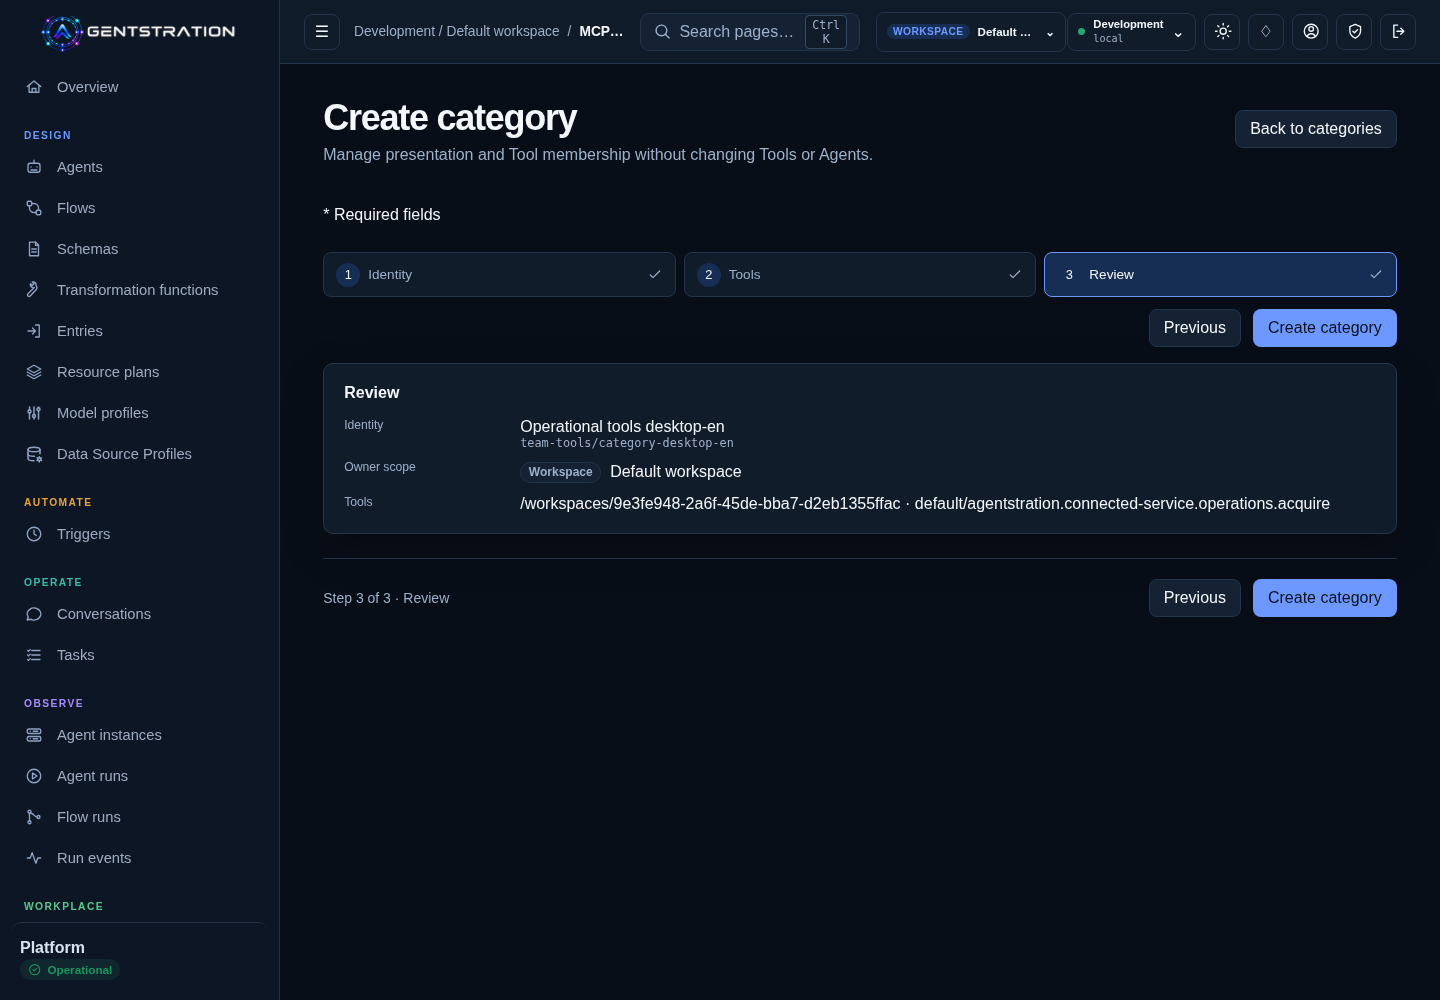 GENTSTRATION
Overview
DESIGN
Agents
Flows
Schemas
Transformation functions
Entries
Resource plans
Model profiles
Data Source Profiles
AUTOMATE
Triggers
OPERATE
Conversations
Tasks
OBSERVE
Agent instances
Agent runs
Flow runs
Run events
WORKPLACE
Platform
Operational
Development / Default workspace / MCP…
Search pages…
Ctrl
K
WORKSPACE Default …
Development
local
Create category
Manage presentation and Tool membership without changing Tools or Agents.
Back to categories
* Required fields
1 Identity
2 Tools
3 Review
Previous
Create category
Review
Identity
Operational tools desktop-en
team-tools/category-desktop-en
Owner scope
Workspace Default workspace
Tools
/workspaces/9e3fe948-2a6f-45de-bba7-d2eb1355ffac · default/agentstration.connected-service.operations.acquire
Step 3 of 3 · Review
Previous
Create category